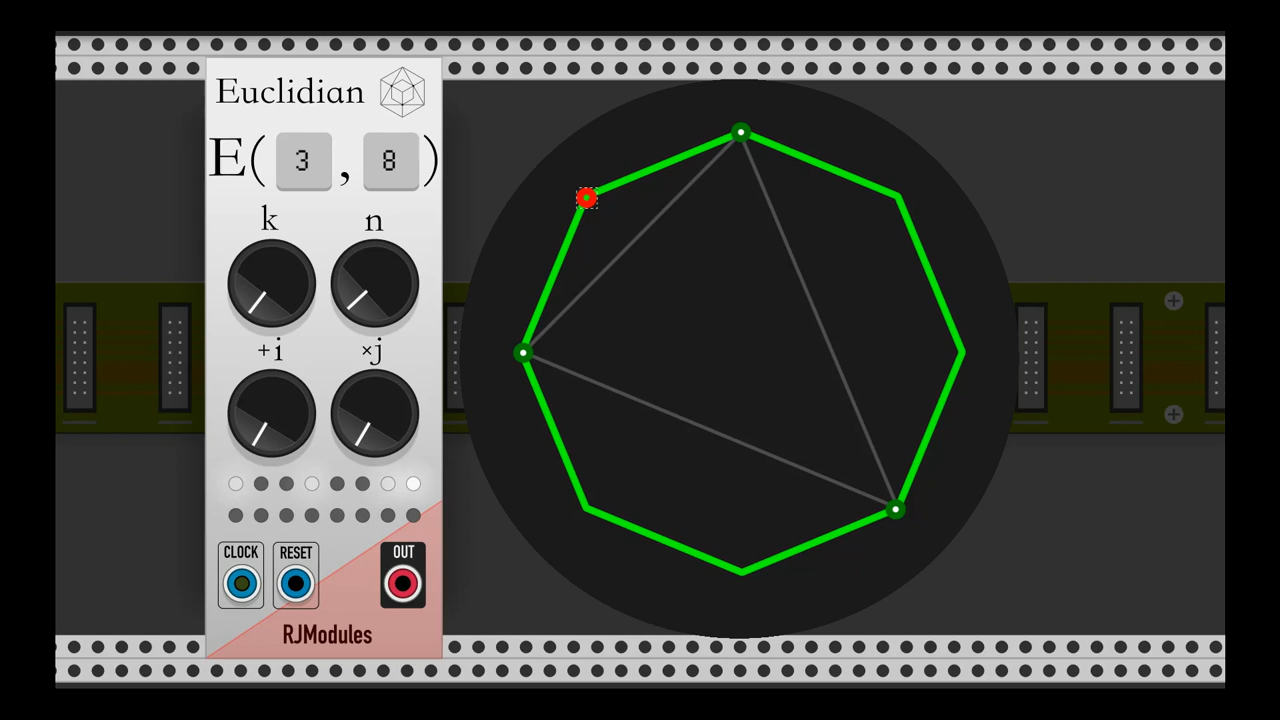 Euclidian
E( 3 , 8 )
k n
+i ×j
CLOCK RESET OUT
RJModules